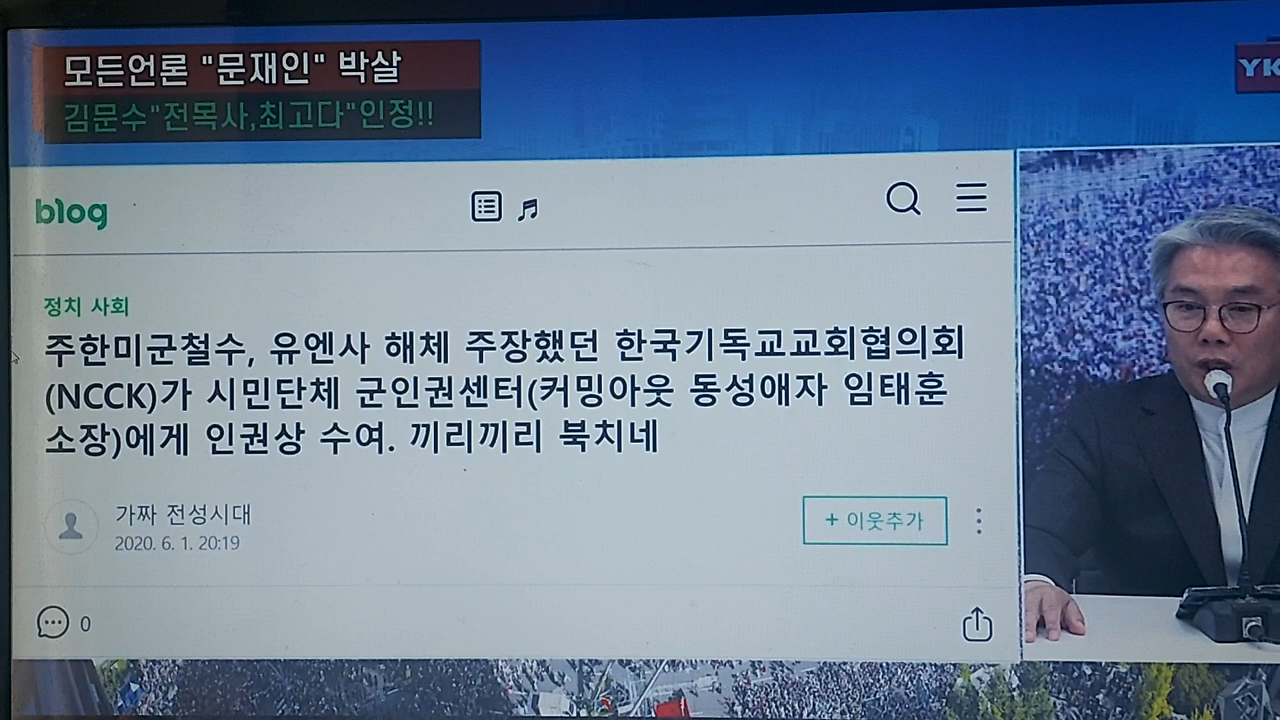 모든언론 "문재인" 박살
김문수"전목사,최고다"인정!!
YK
blog
정치 사회
주한미군철수, 유엔사 해체 주장했던 한국기독교교회협의회
(NCCK)가 시민단체 군인권센터(커밍아웃 동성애자 임태훈
소장)에게 인권상 수여. 끼리끼리 북치네
가짜 전성시대
2020. 6. 1. 20:19
+ 이웃추가
0